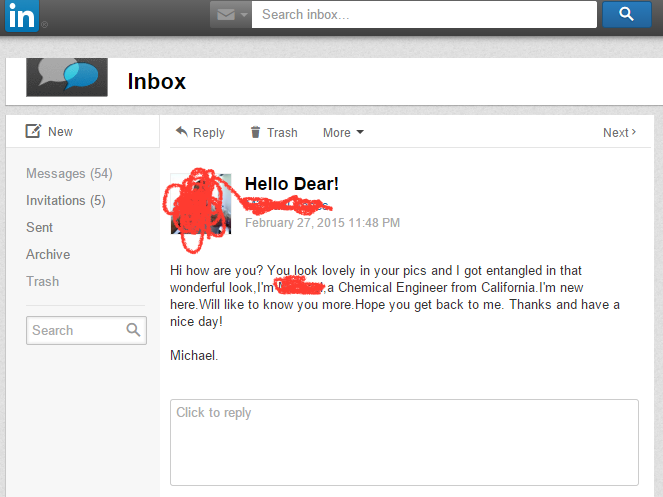 in
Search inbox...
Inbox
New
Reply Trash More Next
Messages (54)
Invitations (5)
Sent
Archive
Trash
Search
Hello Dear!
February 27, 2015 11:48 PM
Hi how are you? You look lovely in your pics and I got entangled in that
wonderful look,I'm a Chemical Engineer from California.I'm new
here.Will like to know you more.Hope you get back to me. Thanks and have a
nice day!
Michael.
Click to reply